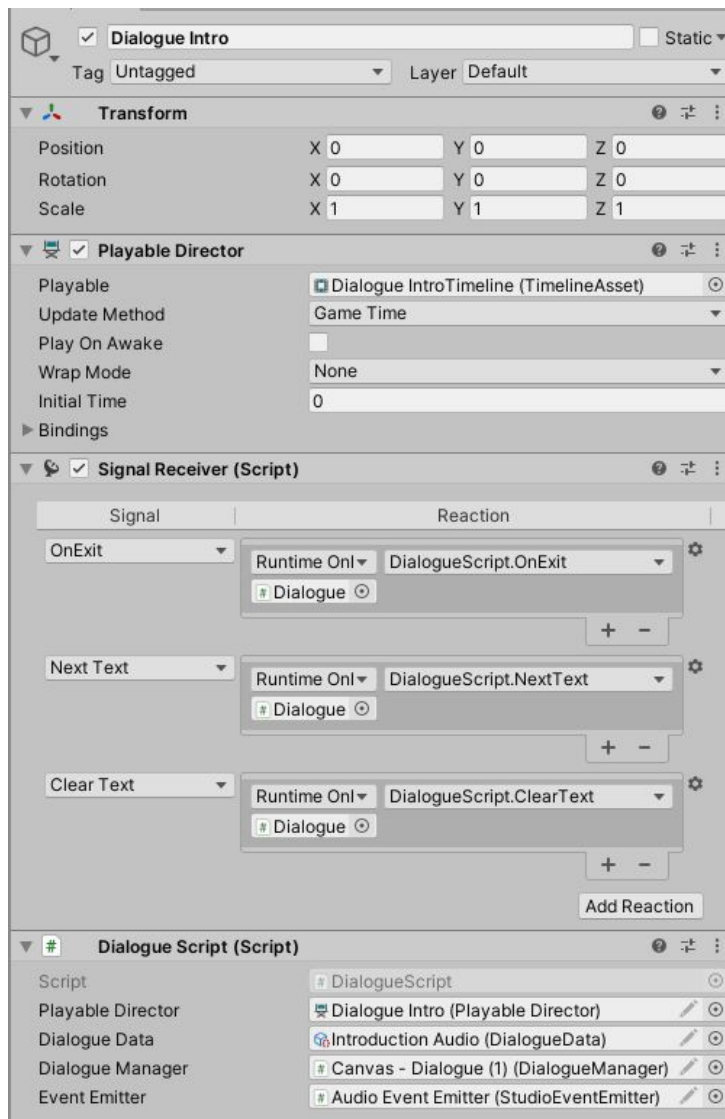 Dialogue Intro Static
Tag Untagged Layer Default
Transform
Position X 0 Y 0 Z 0
Rotation X 0 Y 0 Z 0
Scale X 1 Y 1 Z 1
Playable Director
Playable Dialogue IntroTimeline (TimelineAsset)
Update Method Game Time
Play On Awake
Wrap Mode None
Initial Time 0
Bindings
Signal Receiver (Script)
Signal Reaction
OnExit Runtime Onl DialogueScript.OnExit
# Dialogue
+ −
Next Text Runtime Onl DialogueScript.NextText
# Dialogue
+ −
Clear Text Runtime Onl DialogueScript.ClearText
# Dialogue
+ −
Add Reaction
# Dialogue Script (Script)
Script # DialogueScript
Playable Director Dialogue Intro (Playable Director)
Dialogue Data Introduction Audio (DialogueData)
Dialogue Manager # Canvas - Dialogue (1) (DialogueManager)
Event Emitter # Audio Event Emitter (StudioEventEmitter)